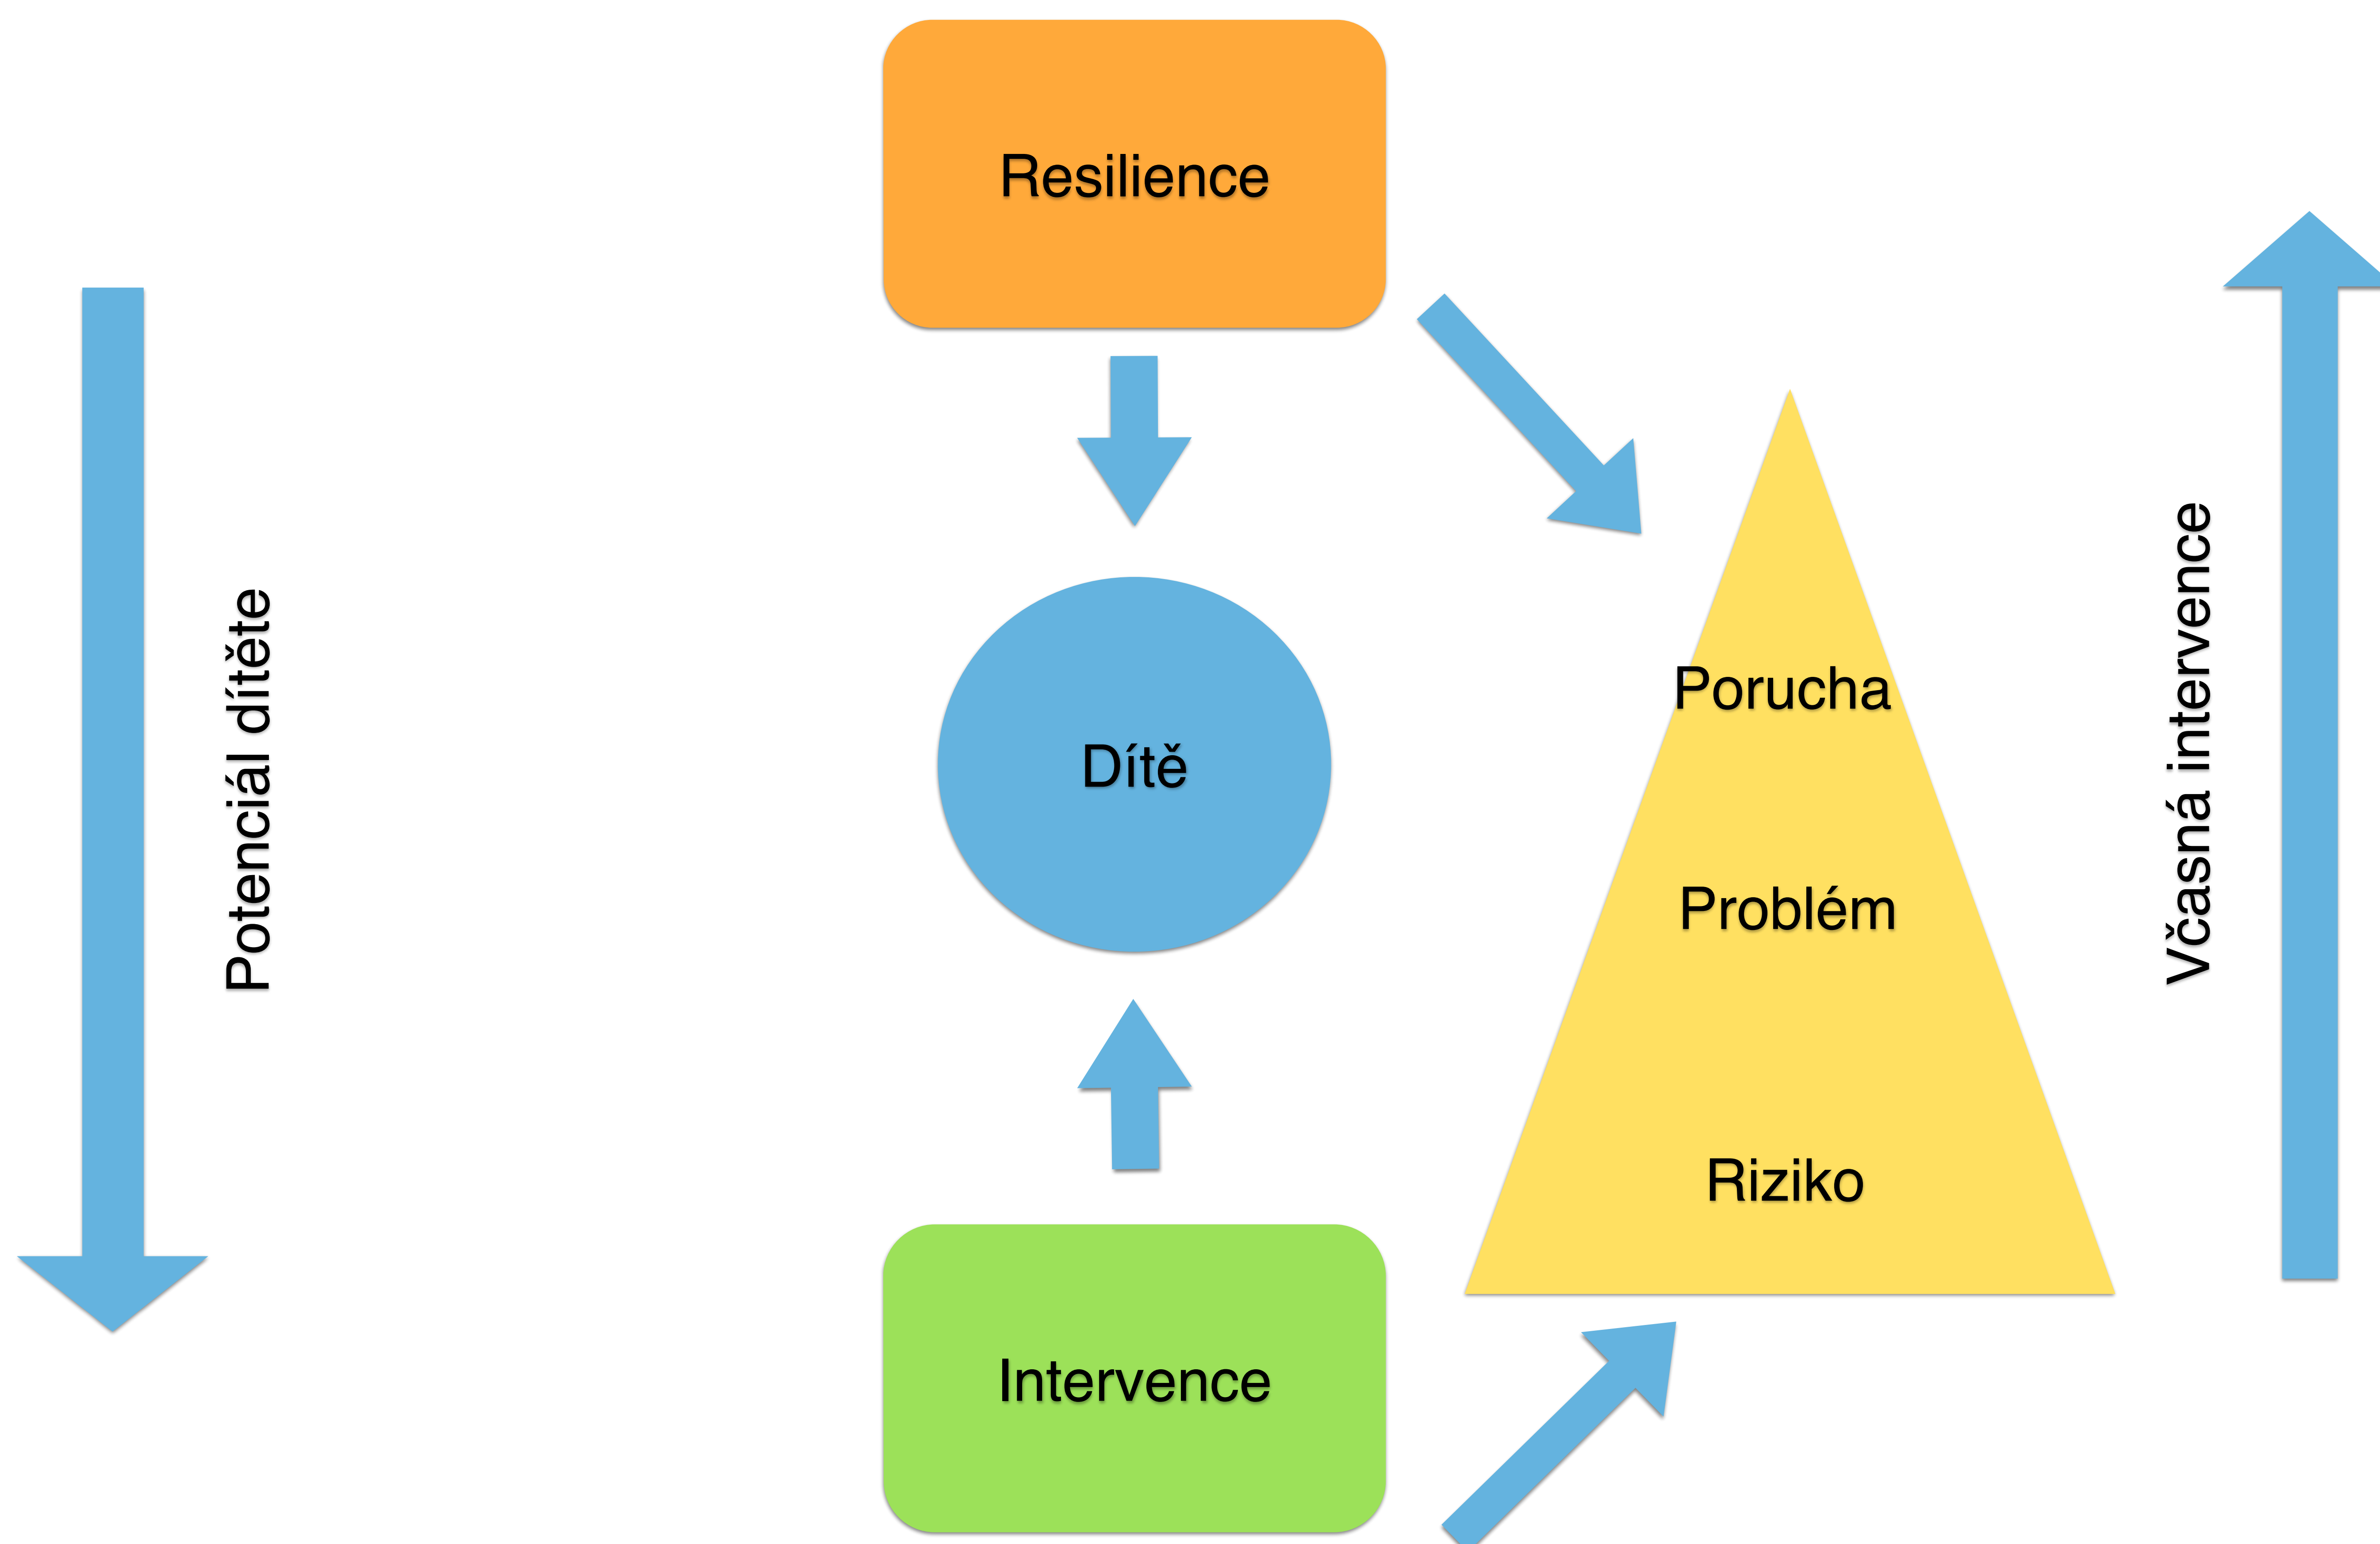 Resilience
Potenciál dítěte
Dítě
Porucha
Problém
Riziko
Včasná intervence
Intervence